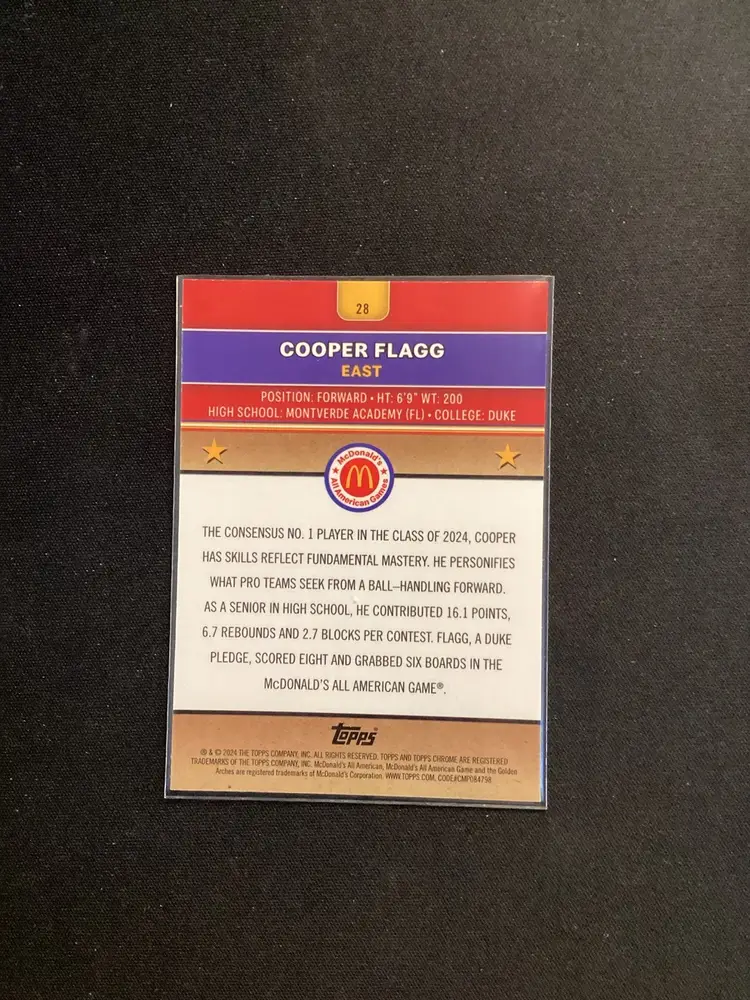 28
COOPER FLAGG
EAST
POSITION: FORWARD • HT: 6'9" WT: 200
HIGH SCHOOL: MONTVERDE ACADEMY (FL) • COLLEGE: DUKE
McDonald's
All American Games
THE CONSENSUS NO. 1 PLAYER IN THE CLASS OF 2024, COOPER
HAS SKILLS REFLECT FUNDAMENTAL MASTERY. HE PERSONIFIES
WHAT PRO TEAMS SEEK FROM A BALL–HANDLING FORWARD.
AS A SENIOR IN HIGH SCHOOL, HE CONTRIBUTED 16.1 POINTS,
6.7 REBOUNDS AND 2.7 BLOCKS PER CONTEST. FLAGG, A DUKE
PLEDGE, SCORED EIGHT AND GRABBED SIX BOARDS IN THE
McDONALD'S ALL AMERICAN GAME®.
Topps
® & © 2024 THE TOPPS COMPANY, INC. ALL RIGHTS RESERVED. TOPPS AND TOPPS CHROME ARE REGISTERED
TRADEMARKS OF THE TOPPS COMPANY, INC. McDonald's All American, McDonald's All American Game and the Golden
Arches are registered trademarks of McDonald's Corporation. WWW.TOPPS.COM, CODE#CMP084798